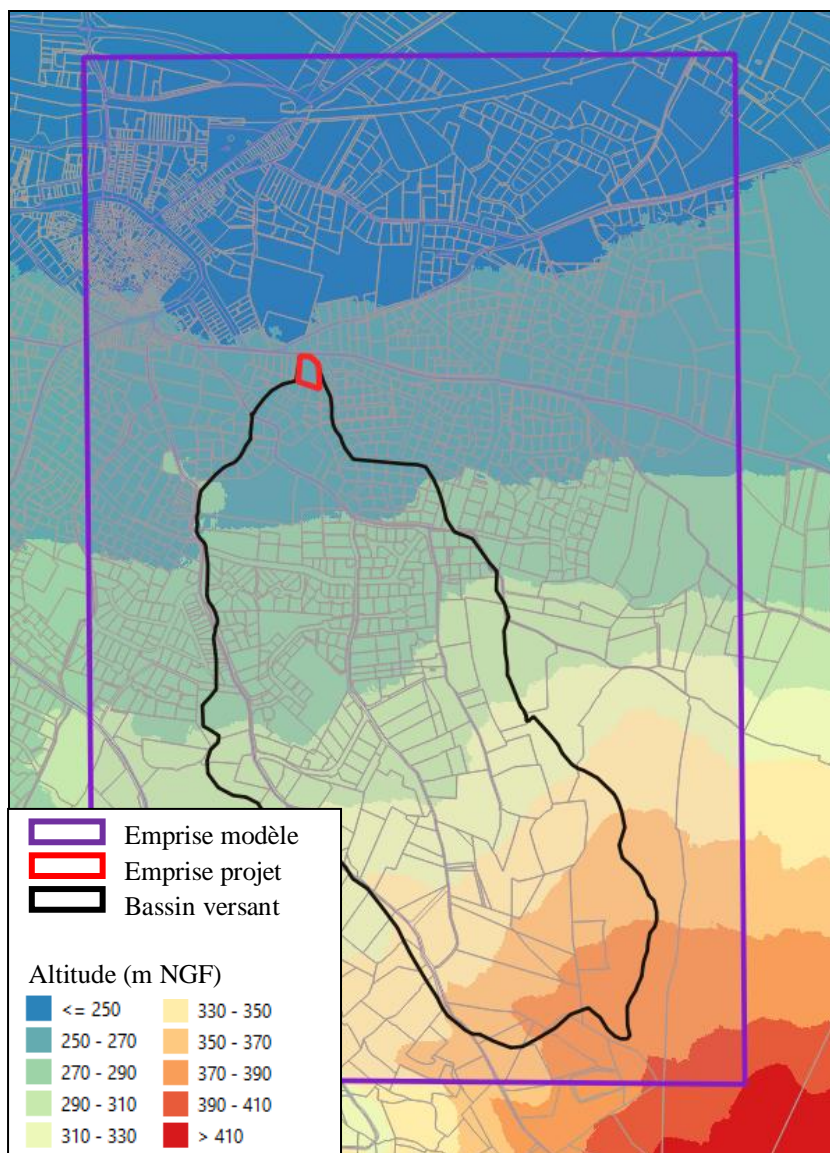 Emprise modèle
Emprise projet
Bassin versant
Altitude (m NGF)
<= 250
250 - 270
270 - 290
290 - 310
310 - 330
330 - 350
350 - 370
370 - 390
390 - 410
> 410